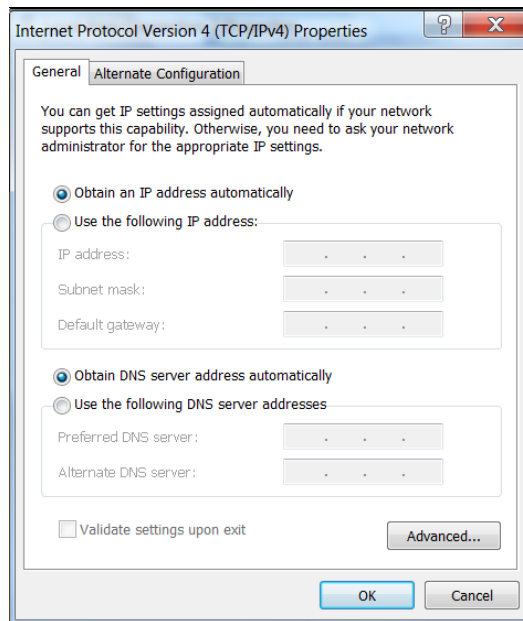 Internet Protocol Version 4 (TCP/IPv4) Properties
General
Alternate Configuration
You can get IP settings assigned automatically if your network
supports this capability. Otherwise, you need to ask your network
administrator for the appropriate IP settings.
Obtain an IP address automatically
Use the following IP address:
IP address:
Subnet mask:
Default gateway:
Obtain DNS server address automatically
Use the following DNS server addresses
Preferred DNS server:
Alternate DNS server:
Validate settings upon exit
Advanced...
OK
Cancel